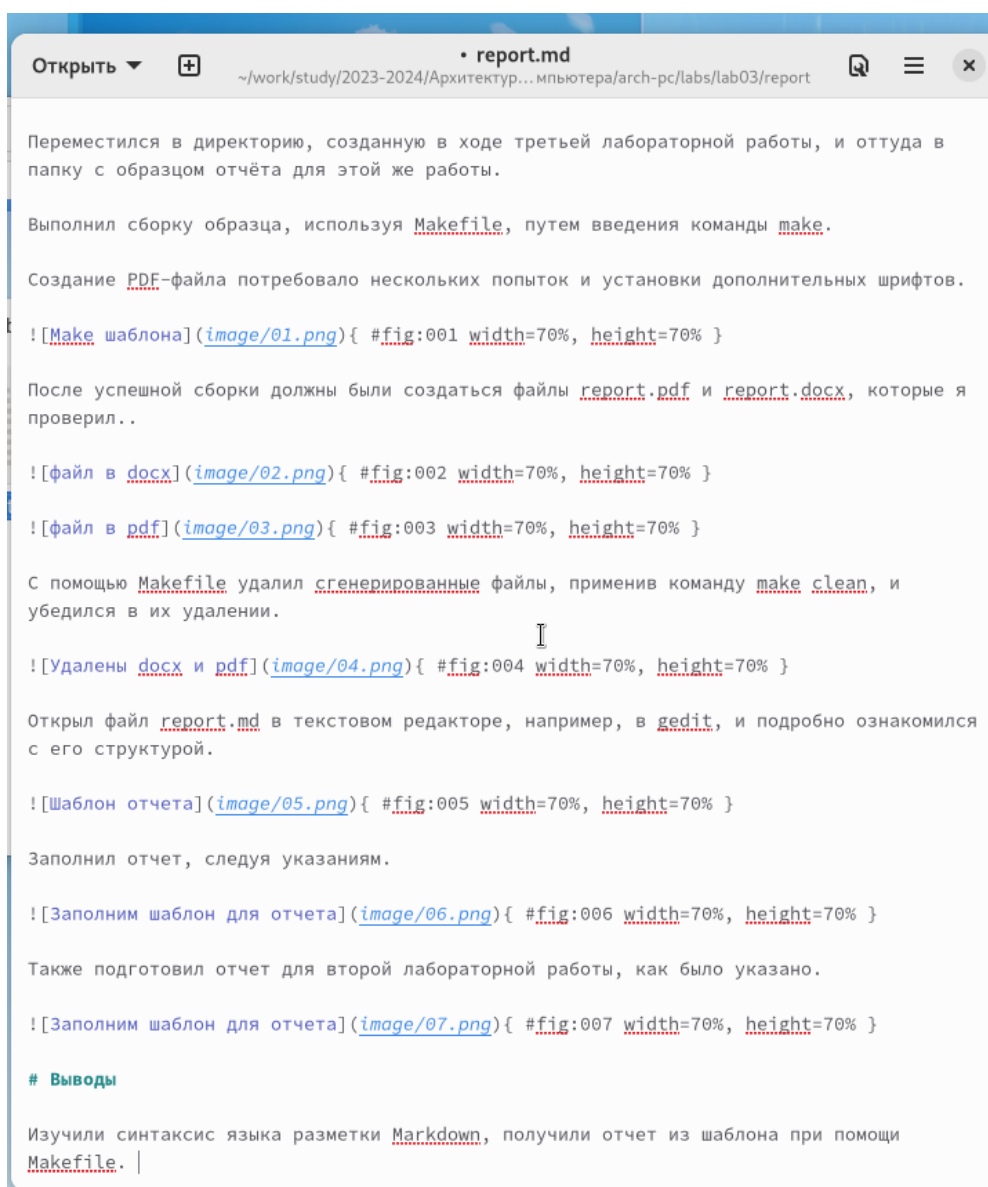 Открыть
• report.md
~/work/study/2023-2024/Архитектур...мпьютера/arch-pc/labs/lab03/report
Переместился в директорию, созданную в ходе третьей лабораторной работы, и оттуда в
папку с образцом отчёта для этой же работы.
Выполнил сборку образца, используя Makefile, путем введения команды make.
Создание PDF-файла потребовало нескольких попыток и установки дополнительных шрифтов.
![Make шаблона](image/01.png){ #fig:001 width=70%, height=70% }
После успешной сборки должны были создаться файлы report.pdf и report.docx, которые я
проверил..
![файл в docx](image/02.png){ #fig:002 width=70%, height=70% }
![файл в pdf](image/03.png){ #fig:003 width=70%, height=70% }
С помощью Makefile удалил сгенерированные файлы, применив команду make clean, и
убедился в их удалении.
![Удалены docx и pdf](image/04.png){ #fig:004 width=70%, height=70% }
Открыл файл report.md в текстовом редакторе, например, в gedit, и подробно ознакомился
с его структурой.
![Шаблон отчета](image/05.png){ #fig:005 width=70%, height=70% }
Заполнил отчет, следуя указаниям.
![Заполним шаблон для отчета](image/06.png){ #fig:006 width=70%, height=70% }
Также подготовил отчет для второй лабораторной работы, как было указано.
![Заполним шаблон для отчета](image/07.png){ #fig:007 width=70%, height=70% }
# Выводы
Изучили синтаксис языка разметки Markdown, получили отчет из шаблона при помощи
Makefile.